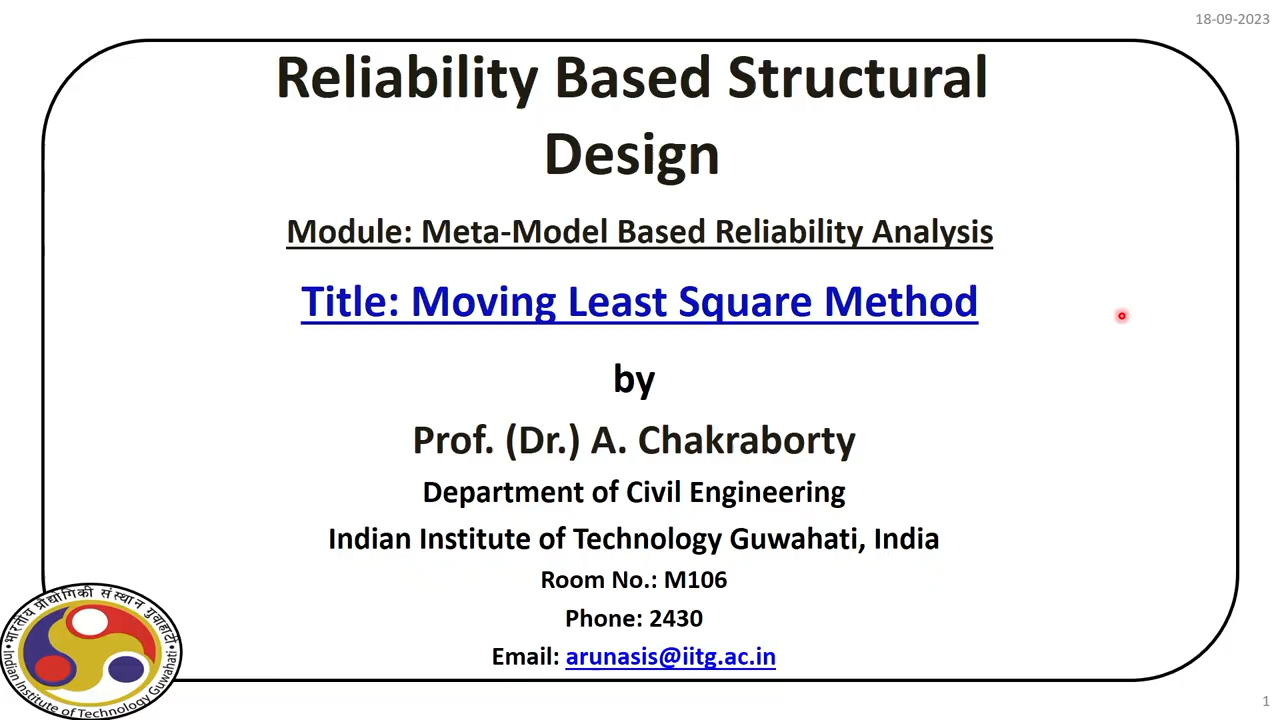 18-09-2023
Reliability Based Structural
Design
Module: Meta-Model Based Reliability Analysis
Title: Moving Least Square Method
by
Prof. (Dr.) A. Chakraborty
Department of Civil Engineering
Indian Institute of Technology Guwahati, India
Room No.: M106
Phone: 2430
Email: arunasis@iitg.ac.in
भारतीय प्रौद्योगिकी संस्थान गुवाहाटी
Indian Institute of Technology Guwahati
1